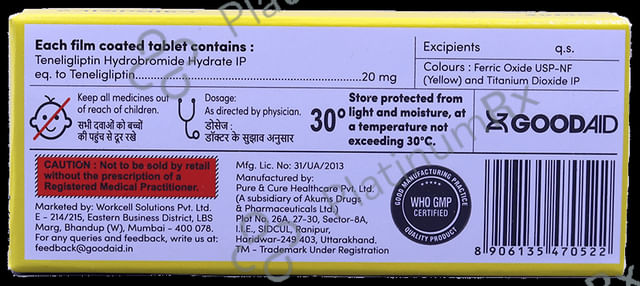 Each film coated tablet contains :
Teneligliptin Hydrobromide Hydrate IP
eq. to Teneligliptin..................................................20 mg
Excipients q.s.
Colours : Ferric Oxide USP-NF
(Yellow) and Titanium Dioxide IP
Keep all medicines out
of reach of children.
सभी दवाओं को बच्चों
की पहुंच से दूर रखे
Dosage:
As directed by physician.
डोसेज :
डॉक्टर के सुझाव अनुसार
30°
Store protected from
light and moisture, at
a temperature not
exceeding 30°C.
GOODAID
CAUTION : Not to be sold by retail
without the prescription of a
Registered Medical Practitioner.
Marketed by: Workcell Solutions Pvt. Ltd.
E - 214/215, Eastern Business District, LBS
Marg, Bhandup (W), Mumbai - 400 078.
For any queries and feedback, write us at:
feedback@goodaid.in
Mfg. Lic. No: 31/UA/2013
Manufactured by:
Pure & Cure Healthcare Pvt. Ltd.
(A subsidiary of Akums Drugs
& Pharmaceuticals Ltd.)
Plot No. 26A, 27-30, Sector-8A,
I.I.E., SIDCUL, Ranipur,
Haridwar-249 403, Uttarakhand.
TM - Trademark Under Registration
GOOD MANUFACTURING PRACTICE
WHO GMP
CERTIFIED
QUALITY PRODUCT
8 906135 470522
PlatinumRx